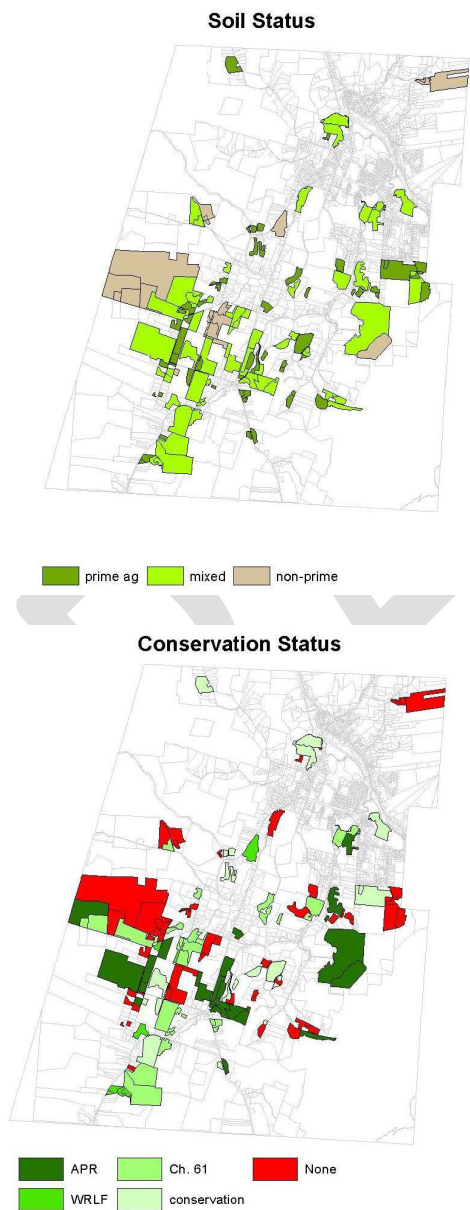 Soil Status
prime ag mixed non-prime
Conservation Status
APR Ch. 61 None
WRLF conservation